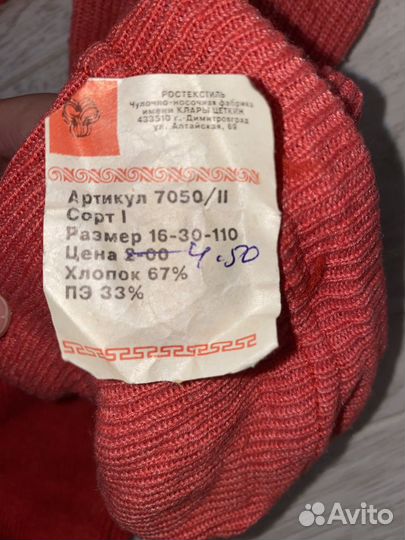 РОСТЕКСТИЛЬ
Чулочно-носочная фабрика
имени КЛАРЫ ЦЕТКИН
433510 г.-Димитровград
ул. Алтайская, 69
Артикул 7050/II
Сорт I
Размер 16-30-110
Цена 2-00 4.50
Хлопок 67%
ПЭ 33%
Avito